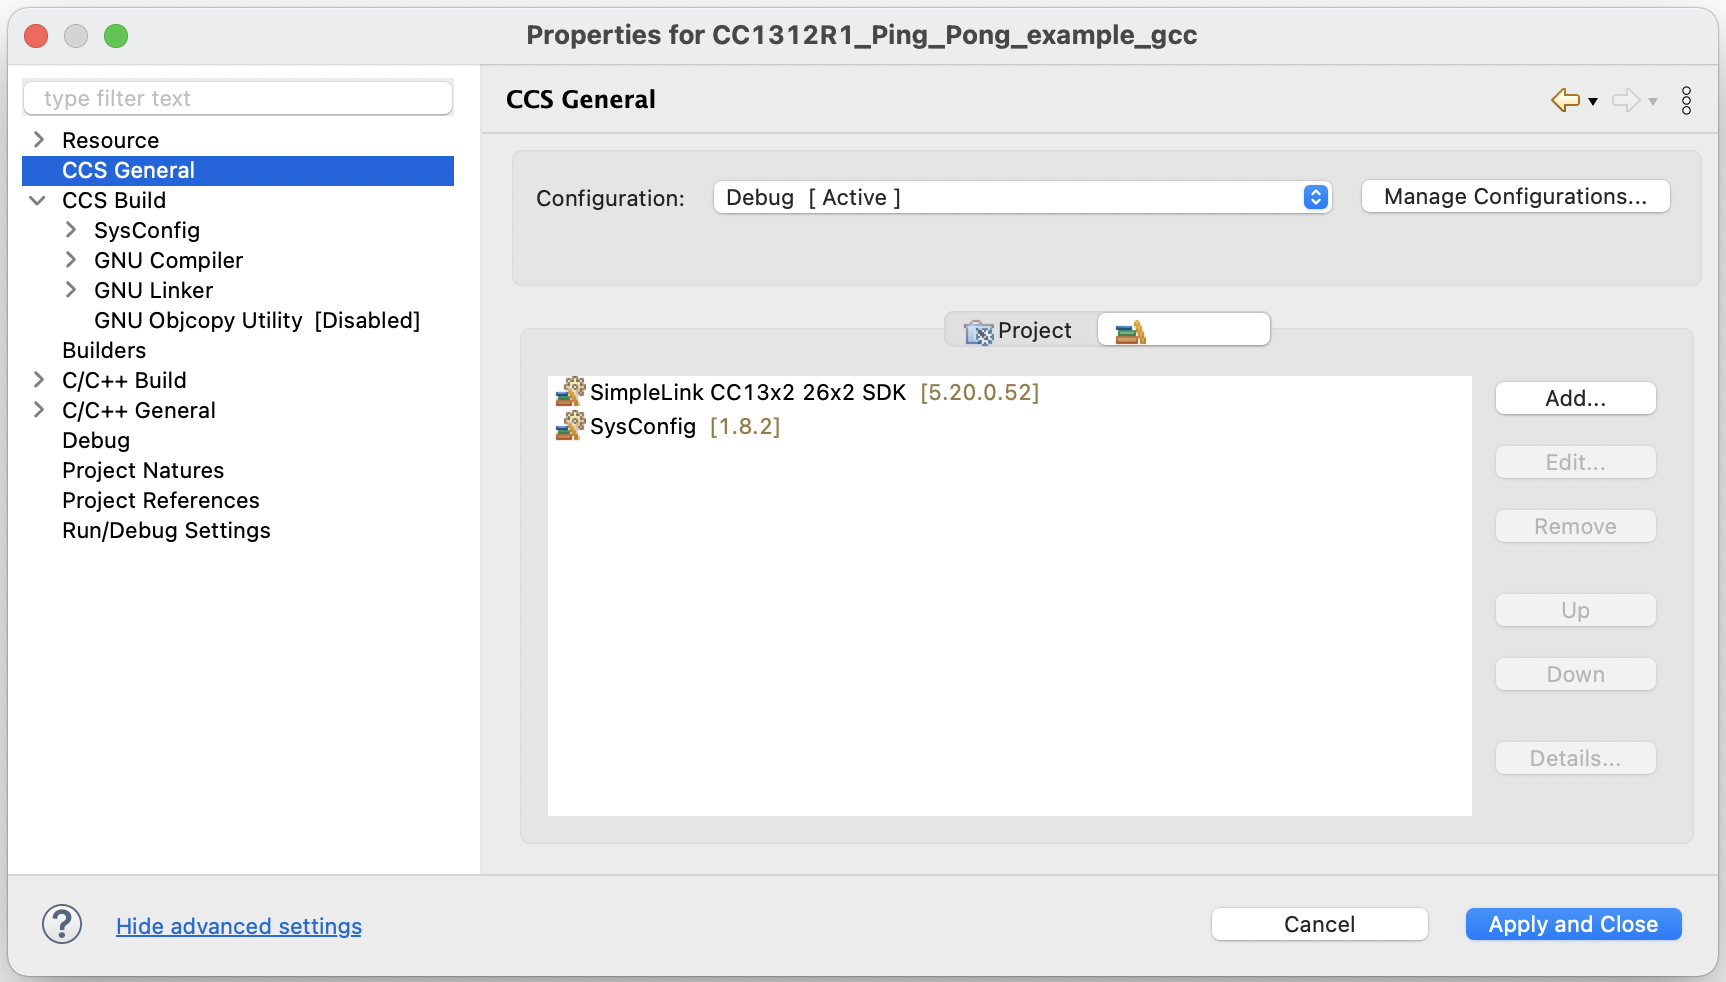 Properties for CC1312R1_Ping_Pong_example_gcc
type filter text
Resource
CCS General
CCS Build
SysConfig
GNU Compiler
GNU Linker
GNU Objcopy Utility [Disabled]
Builders
C/C++ Build
C/C++ General
Debug
Project Natures
Project References
Run/Debug Settings
CCS General
Configuration: Debug [ Active ] Manage Configurations...
Project
SimpleLink CC13x2 26x2 SDK [5.20.0.52]
SysConfig [1.8.2]
Add...
Edit...
Remove
Up
Down
Details...
? Hide advanced settings
Cancel
Apply and Close